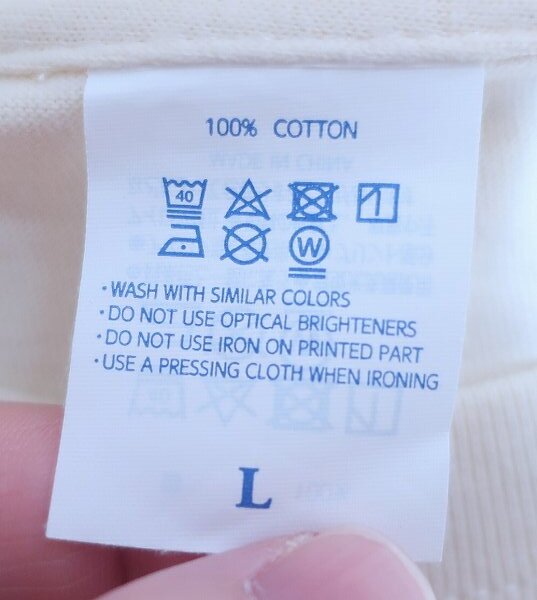 100% COTTON
40
W
・WASH WITH SIMILAR COLORS
・DO NOT USE OPTICAL BRIGHTENERS
・DO NOT USE IRON ON PRINTED PART
・USE A PRESSING CLOTH WHEN IRONING
L